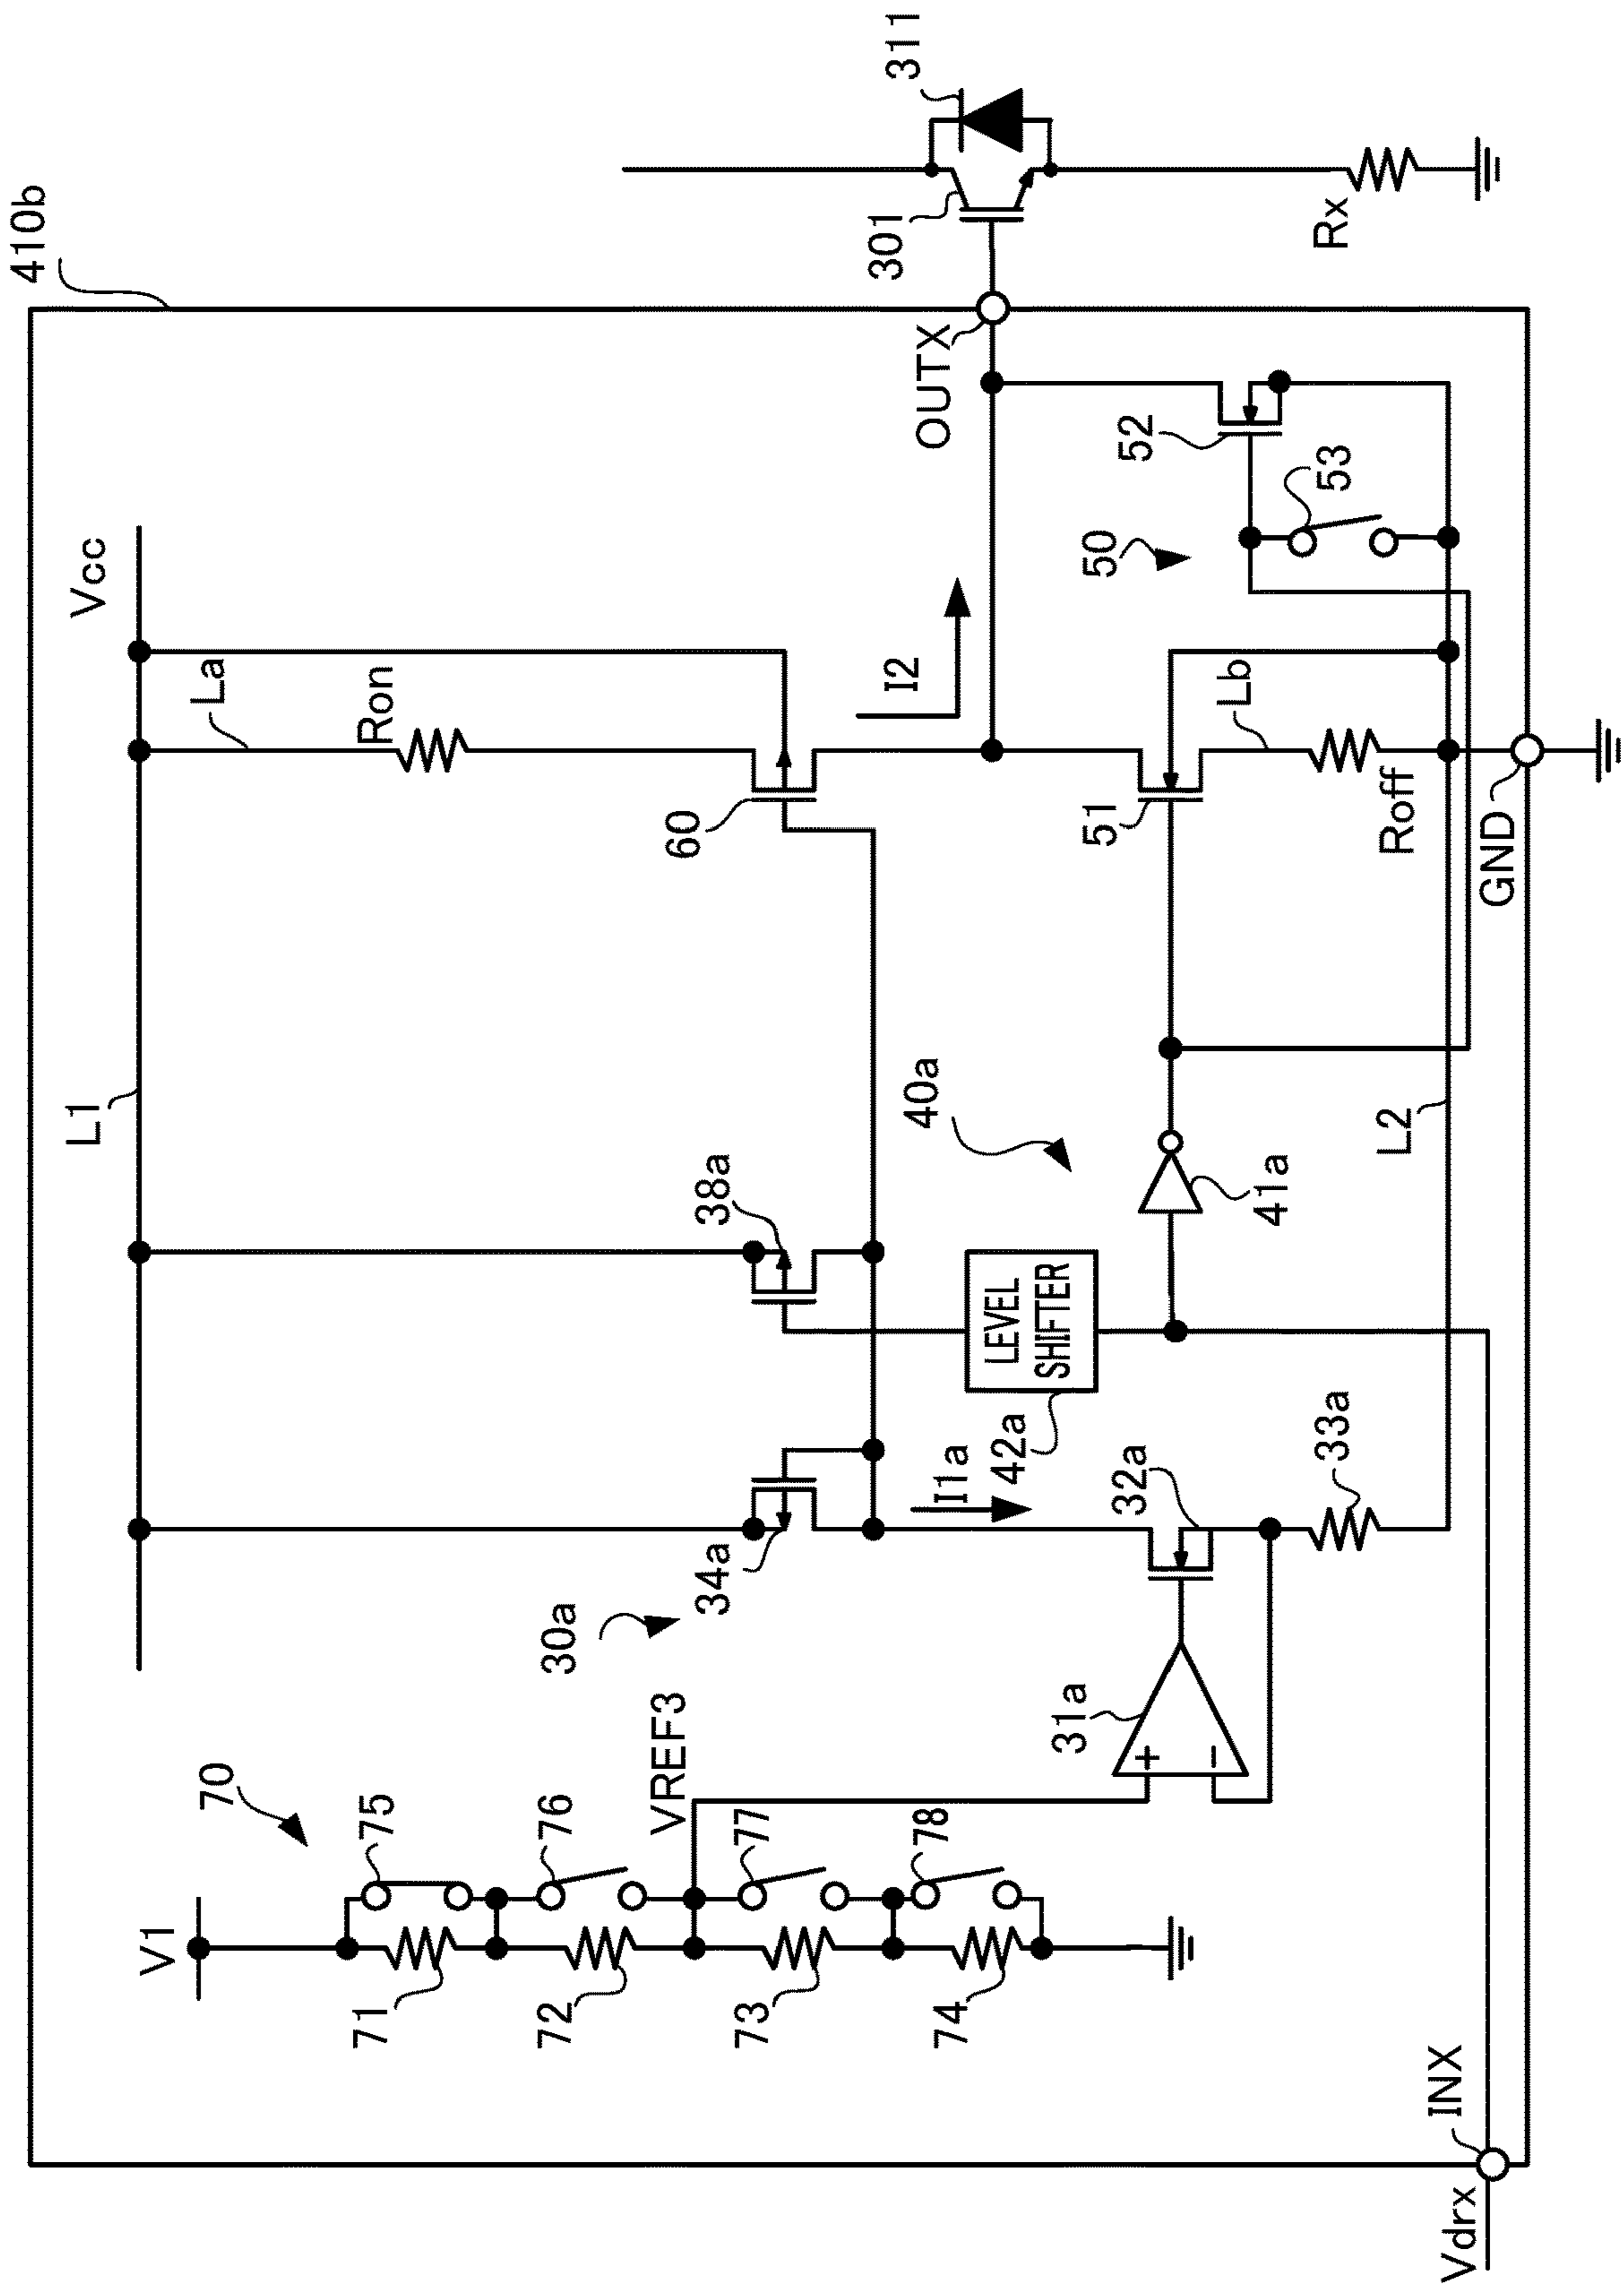 410b
L1
Vcc
La
Ron
60
I2
OUTX
301
311
Rx
70
V1
71
72
73
74
75
76
77
78
VREF3
30a
34a
38a
I1a
31a
32a
33a
LEVEL
SHIFTER
42a
40a
41a
50
51
52
53
Lb
Roff
L2
GND
INX
Vdrx
+
−